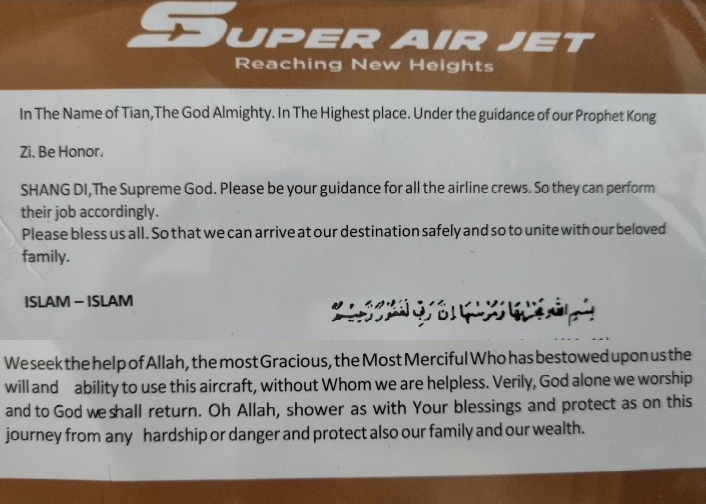 SUPER AIR JET
Reaching New Heights
In The Name of Tian,The God Almighty. In The Highest place. Under the guidance of our Prophet Kong
Zi. Be Honor.
SHANG DI,The Supreme God. Please be your guidance for all the airline crews. So they can perform
their job accordingly.
Please bless us all. So that we can arrive at our destination safely and so to unite with our beloved
family.
ISLAM – ISLAM
بِسْمِ اللهِ مَجْرَهَا وَمُرْسَهَا إِنَّ رَبِّي لَغَفُوْرٌ رَّحِيْمٌ
We seek the help of Allah, the most Gracious, the Most Merciful Who has bestowed upon us the
will and ability to use this aircraft, without Whom we are helpless. Verily, God alone we worship
and to God we shall return. Oh Allah, shower as with Your blessings and protect as on this
journey from any hardship or danger and protect also our family and our wealth.